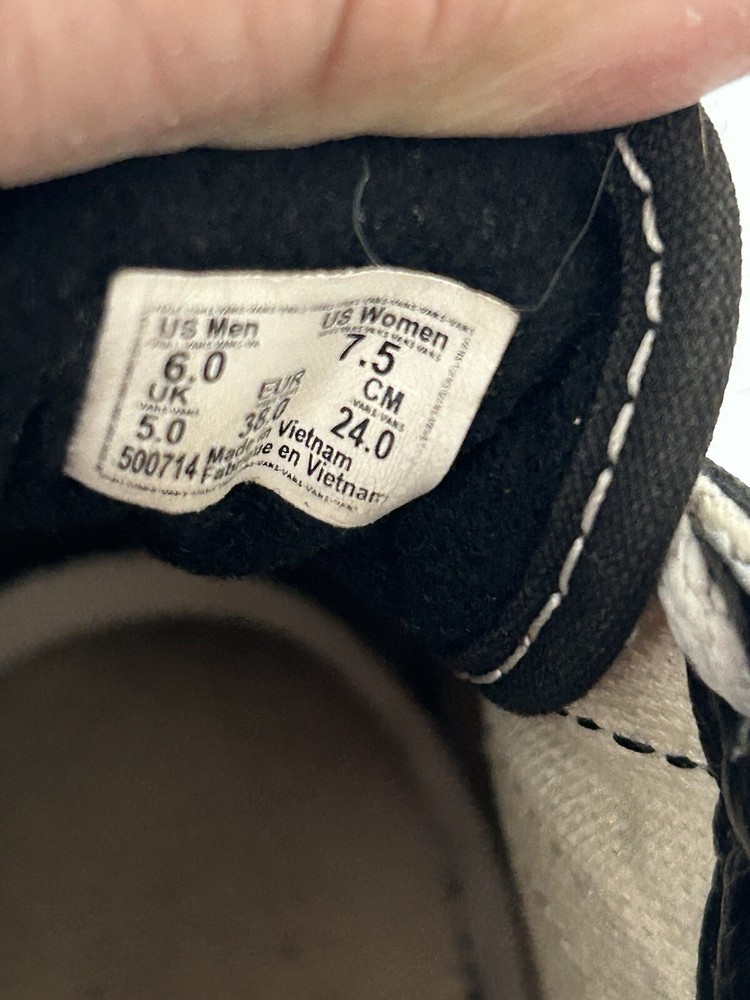 US Men US Women
6.0 7.5
UK EUR CM
5.0 38.0 24.0
500714 Made in Vietnam
Fabrique en Vietnam